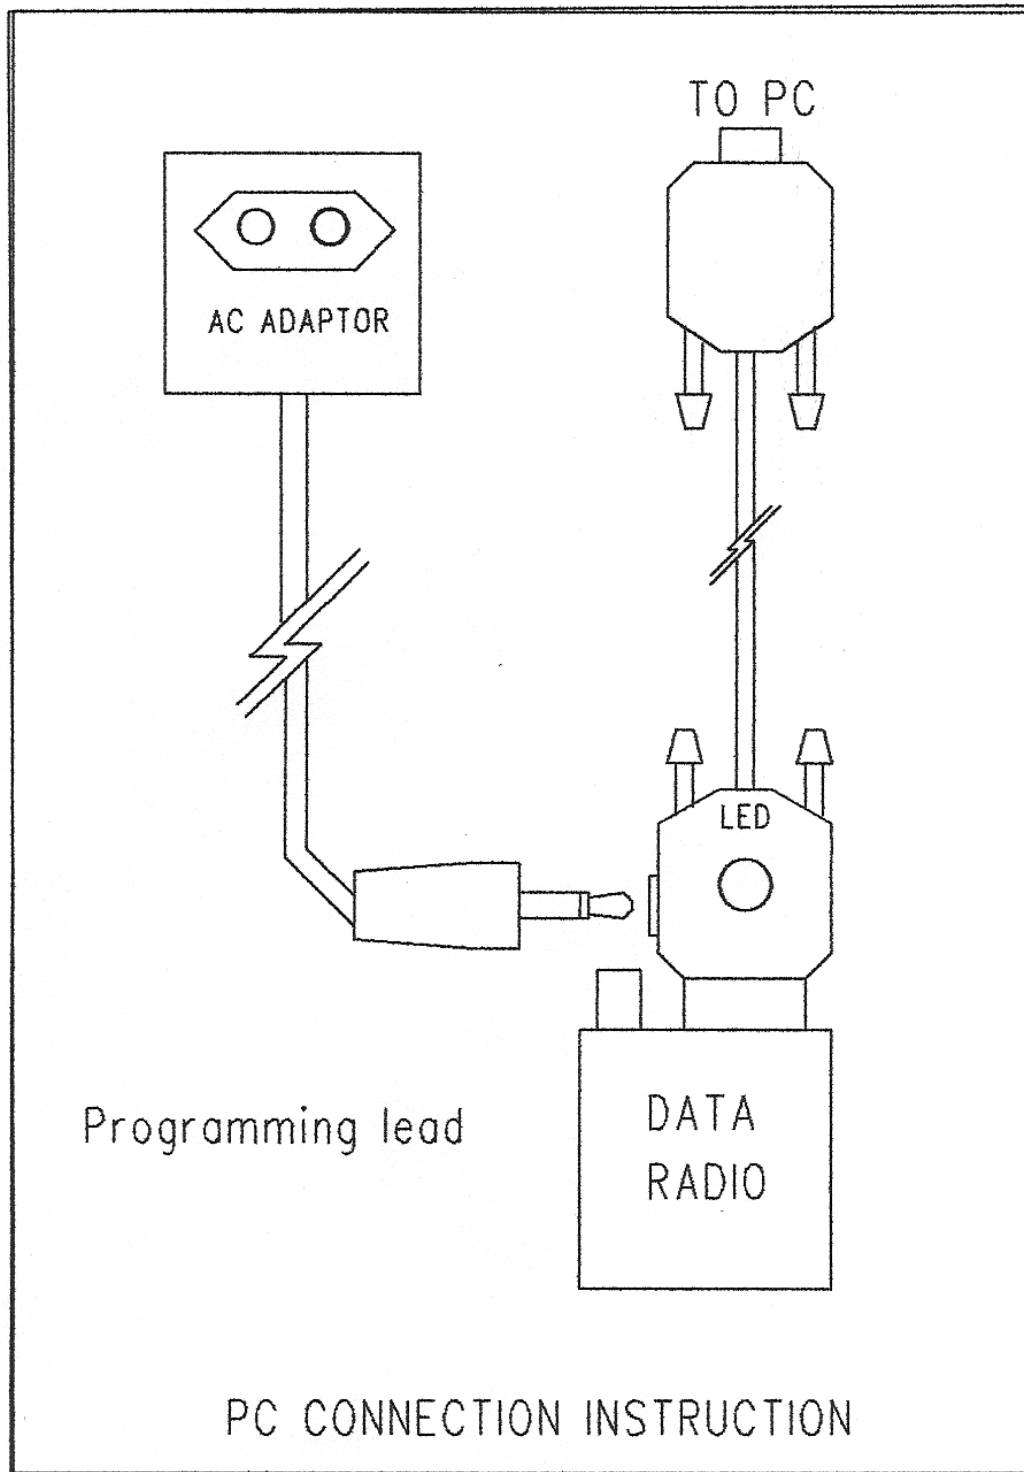 TO PC
AC ADAPTOR
LED
Programming lead
DATA
RADIO
PC CONNECTION INSTRUCTION